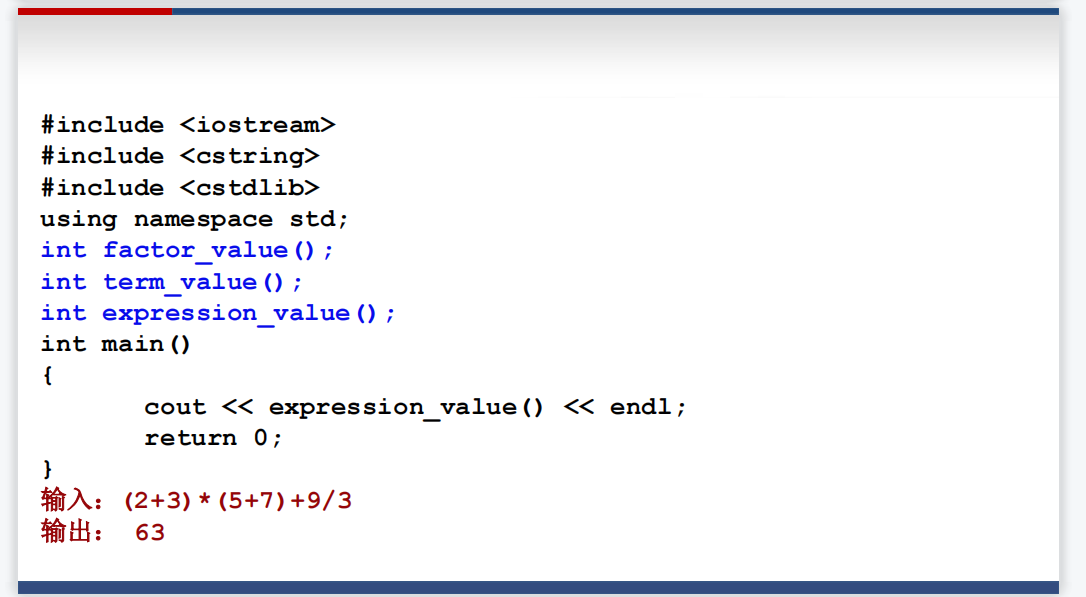 #include <iostream>
#include <cstring>
#include <cstdlib>
using namespace std;
int factor_value();
int term_value();
int expression_value();
int main()
{
cout << expression_value() << endl;
return 0;
}
输入：(2+3)*(5+7)+9/3
输出： 63